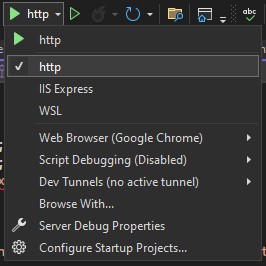 http
abc
http
http
IIS Express
WSL
Web Browser (Google Chrome)
Script Debugging (Disabled)
Dev Tunnels (no active tunnel)
Browse With...
Server Debug Properties
Configure Startup Projects...